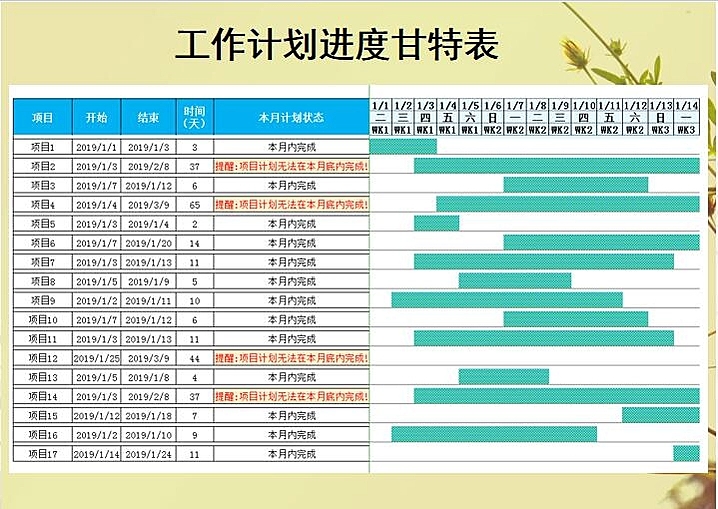 工作计划进度甘特表
项目 开始 结束 时间（天） 本月计划状态 1/1 1/2 1/3 1/4 1/5 1/6 1/7 1/8 1/9 1/10 1/11 1/12 1/13 1/14
二 三 四 五 六 日 一 二 三 四 五 六 日 一
WK1 WK1 WK1 WK1 WK1 WK2 WK2 WK2 WK2 WK2 WK2 WK2 WK3 WK3
项目1 2019/1/1 2019/1/3 3 本月内完成
项目2 2019/1/3 2019/2/8 37 提醒:项目计划无法在本月底内完成!
项目3 2019/1/7 2019/1/12 6 本月内完成
项目4 2019/1/4 2019/3/9 65 提醒:项目计划无法在本月底内完成!
项目5 2019/1/3 2019/1/4 2 本月内完成
项目6 2019/1/7 2019/1/20 14 本月内完成
项目7 2019/1/3 2019/1/13 11 本月内完成
项目8 2019/1/5 2019/1/9 5 本月内完成
项目9 2019/1/2 2019/1/11 10 本月内完成
项目10 2019/1/7 2019/1/12 6 本月内完成
项目11 2019/1/3 2019/1/13 11 本月内完成
项目12 2019/1/25 2019/3/9 44 提醒:项目计划无法在本月底内完成!
项目13 2019/1/5 2019/1/8 4 本月内完成
项目14 2019/1/3 2019/2/8 37 提醒:项目计划无法在本月底内完成!
项目15 2019/1/12 2019/1/18 7 本月内完成
项目16 2019/1/2 2019/1/10 9 本月内完成
项目17 2019/1/14 2019/1/24 11 本月内完成